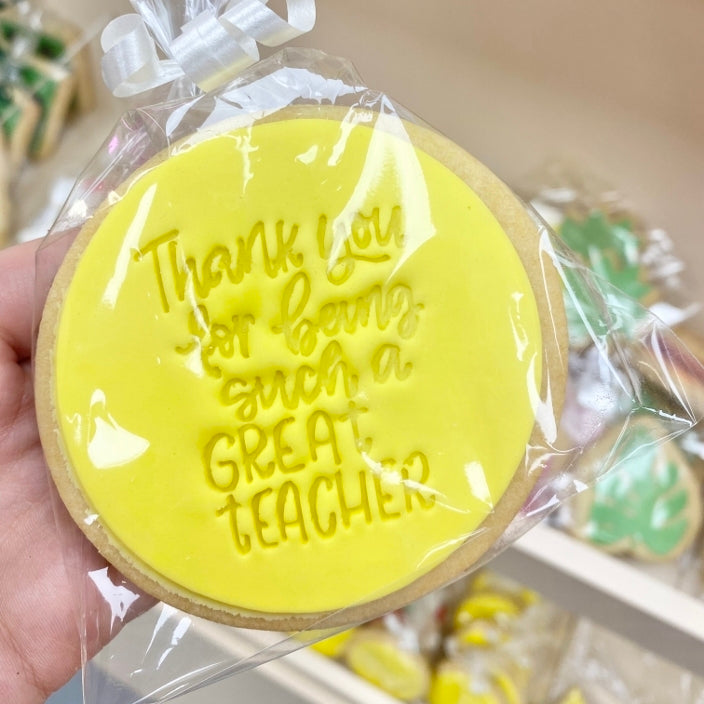 Thank you
for being
such a
GREAT
tEACHER